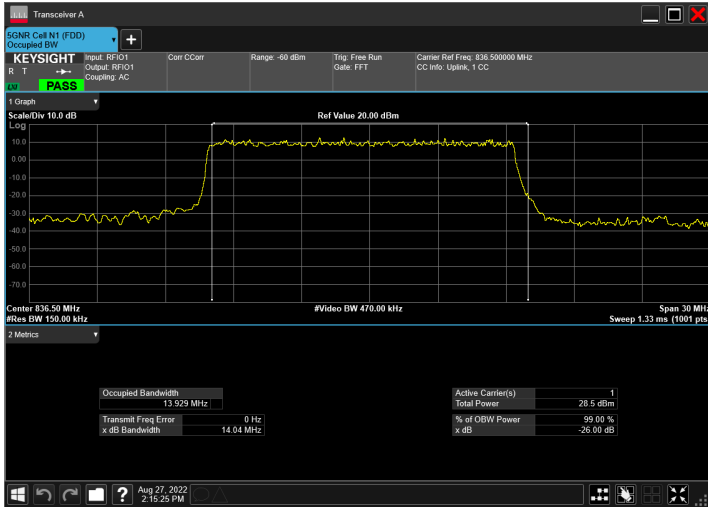 Transceiver A
5GNR Cell N1 (FDD)
Occupied BW
+
KEYSIGHT
R T
LXI
PASS
Input: RFIO1
Output: RFIO1
Coupling: AC
Corr CCorr
Range: -60 dBm
Trig: Free Run
Gate: FFT
Carrier Ref Freq: 836.500000 MHz
CC Info: Uplink, 1 CC
1 Graph
Scale/Div 10.0 dB
Ref Value 20.00 dBm
Log
10.0
0.00
-10.0
-20.0
-30.0
-40.0
-50.0
-60.0
-70.0
Center 836.50 MHz
#Video BW 470.00 kHz
Span 30 MHz
#Res BW 150.00 kHz
Sweep 1.33 ms (1001 pts
2 Metrics
Occupied Bandwidth
13.929 MHz
Active Carrier(s) 1
Total Power 28.5 dBm
Transmit Freq Error 0 Hz
x dB Bandwidth 14.04 MHz
% of OBW Power 99.00 %
x dB -26.00 dB
?
Aug 27, 2022
2:15:25 PM